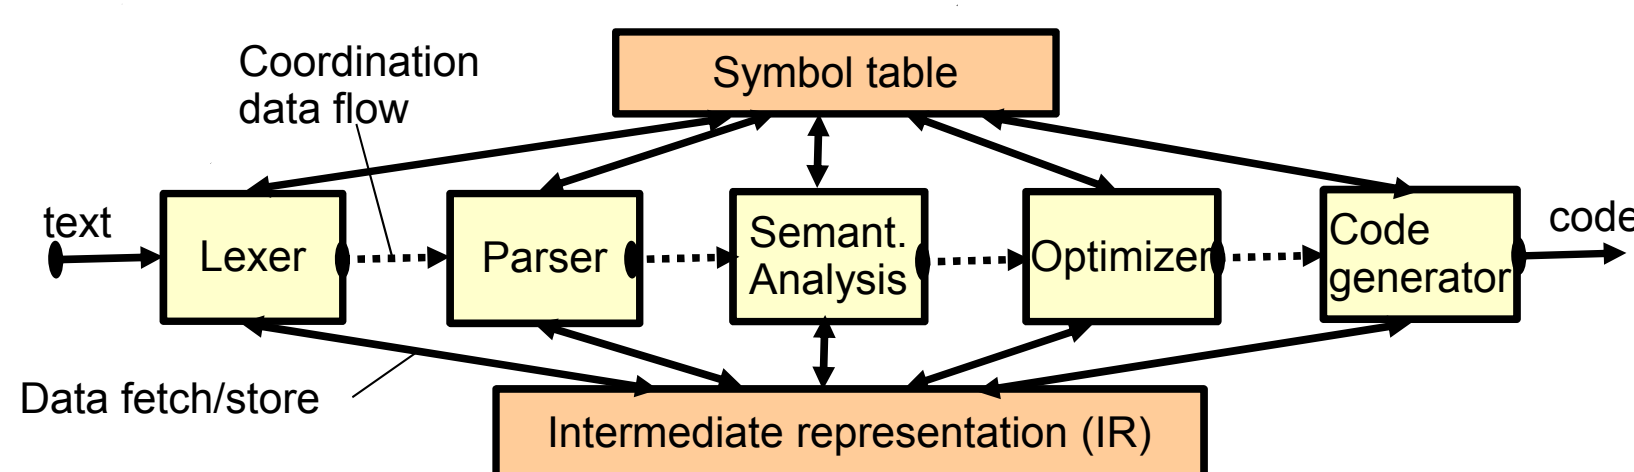 Coordination
data flow
Symbol table
text
Lexer
Parser
Semant.
Analysis
Optimizer
Code
generator
code
Data fetch/store
Intermediate representation (IR)